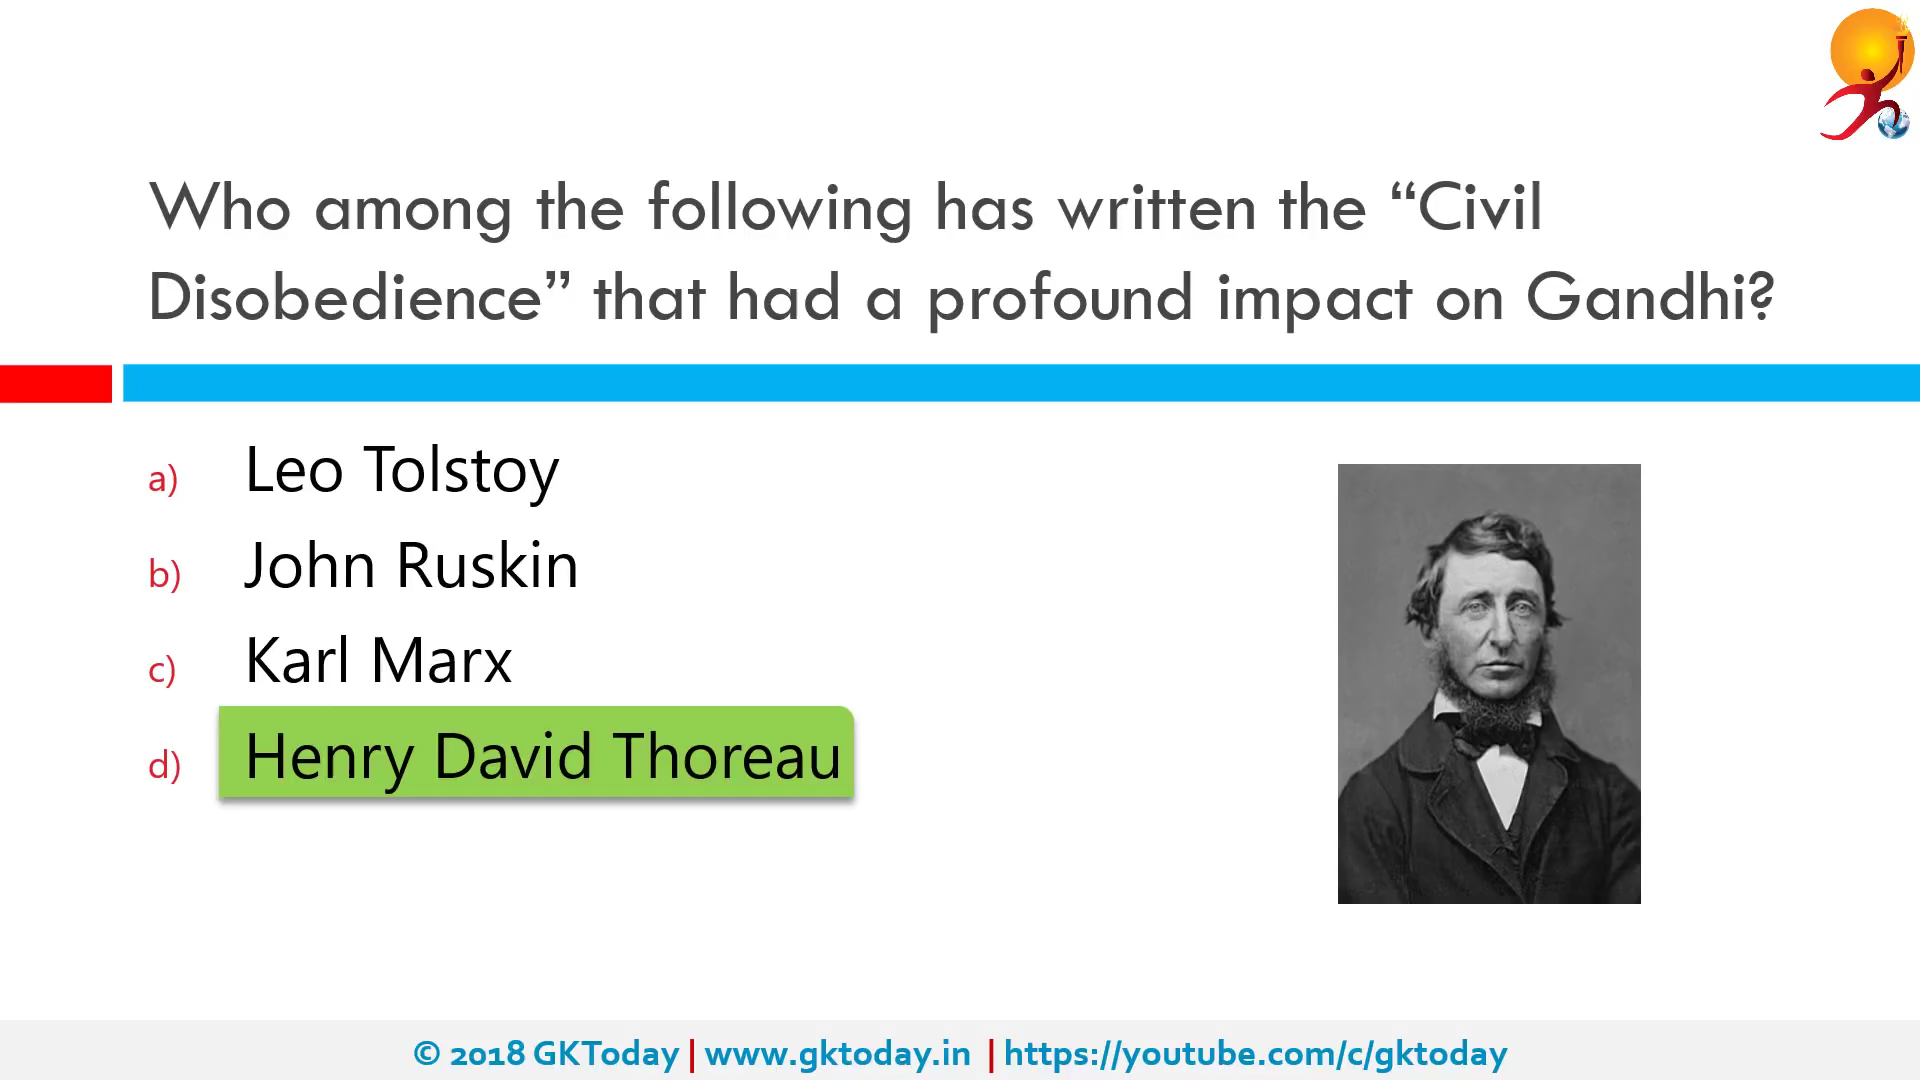 Who among the following has written the “Civil
Disobedience” that had a profound impact on Gandhi?
a) Leo Tolstoy
b) John Ruskin
c) Karl Marx
d) Henry David Thoreau
© 2018 GKToday | www.gktoday.in | https://youtube.com/c/gktoday